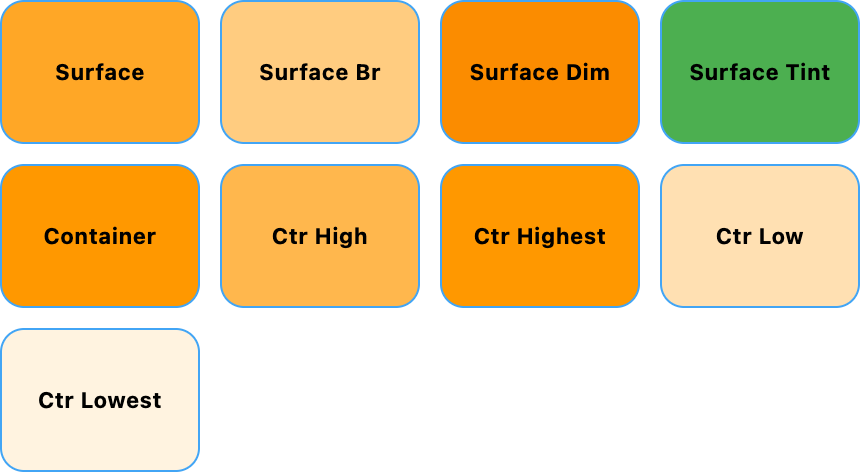 Surface
Surface Br
Surface Dim
Surface Tint
Container
Ctr High
Ctr Highest
Ctr Low
Ctr Lowest